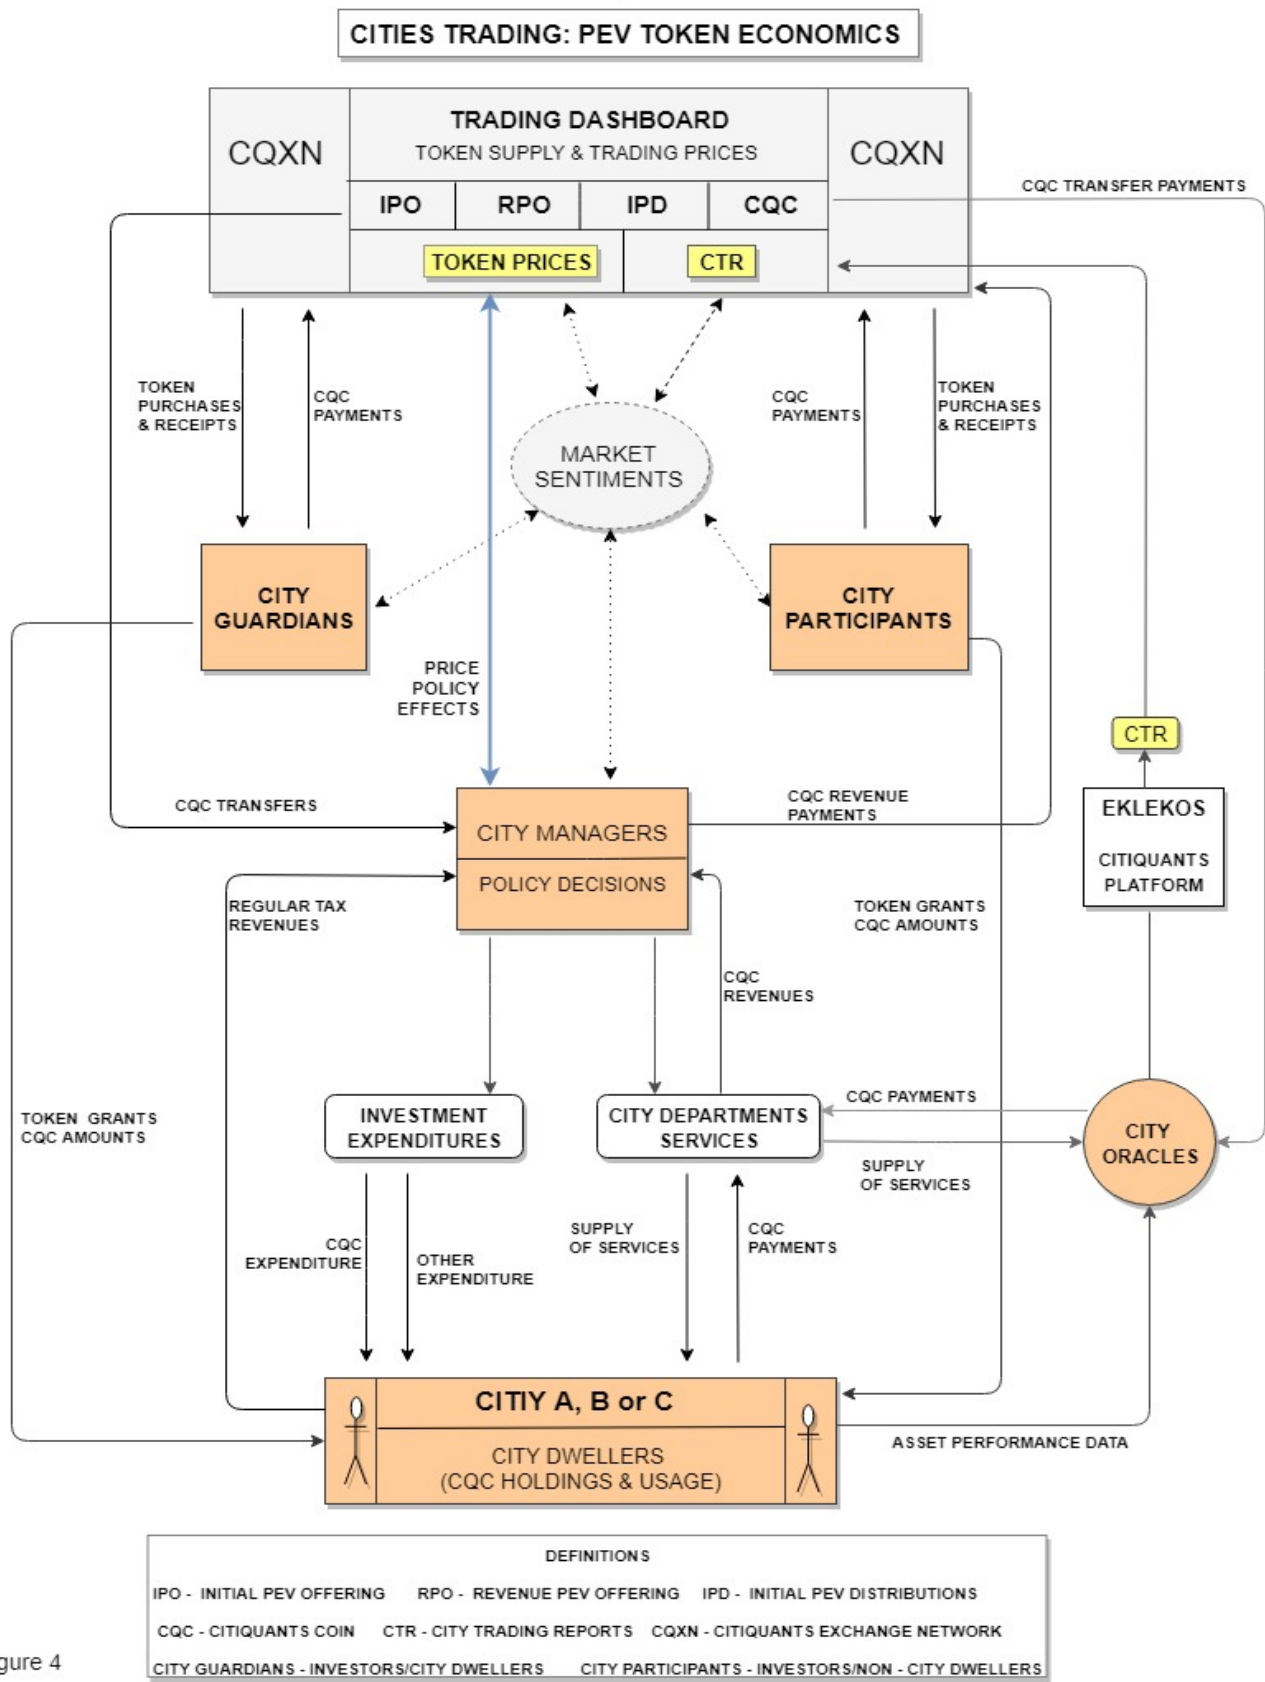 CITIES TRADING: PEV TOKEN ECONOMICS
CQXN
TRADING DASHBOARD
TOKEN SUPPLY & TRADING PRICES
CQXN
IPO
RPO
IPD
CQC
TOKEN PRICES
CTR
CQC TRANSFER PAYMENTS
TOKEN
PURCHASES
& RECEIPTS
CQC
PAYMENTS
MARKET
SENTIMENTS
CQC
PAYMENTS
TOKEN
PURCHASES
& RECEIPTS
CITY
GUARDIANS
CITY
PARTICIPANTS
PRICE
POLICY
EFFECTS
CTR
CQC TRANSFERS
CITY MANAGERS
POLICY DECISIONS
CQC REVENUE
PAYMENTS
EKLEKOS
CITIQUANTS
PLATFORM
REGULAR TAX
REVENUES
TOKEN GRANTS
CQC AMOUNTS
CQC
REVENUES
TOKEN GRANTS
CQC AMOUNTS
INVESTMENT
EXPENDITURES
CITY DEPARTMENTS
SERVICES
CQC PAYMENTS
SUPPLY
OF SERVICES
CITY
ORACLES
CQC
EXPENDITURE
OTHER
EXPENDITURE
SUPPLY
OF SERVICES
CQC
PAYMENTS
CITIY A, B or C
CITY DWELLERS
(CQC HOLDINGS & USAGE)
ASSET PERFORMANCE DATA
DEFINITIONS
IPO - INITIAL PEV OFFERING RPO - REVENUE PEV OFFERING IPD - INITIAL PEV DISTRIBUTIONS
CQC - CITIQUANTS COIN CTR - CITY TRADING REPORTS CQXN - CITIQUANTS EXCHANGE NETWORK
CITY GUARDIANS - INVESTORS/CITY DWELLERS CITY PARTICIPANTS - INVESTORS/NON - CITY DWELLERS
gure 4